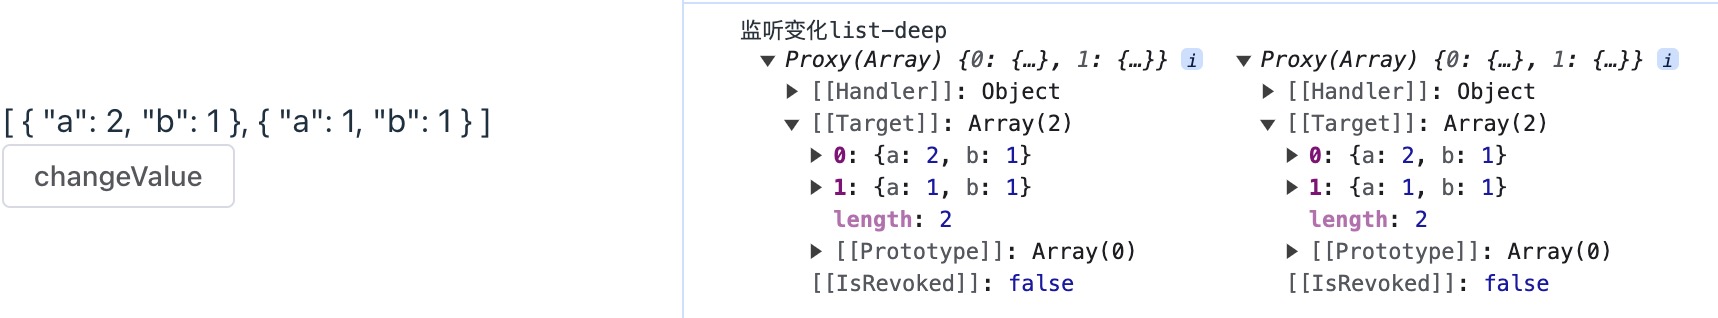 [ { "a": 2, "b": 1 }, { "a": 1, "b": 1 } ]
changeValue
监听变化list-deep
▼ Proxy(Array) {0: {…}, 1: {…}} i
▶ [[Handler]]: Object
▼ [[Target]]: Array(2)
▶ 0: {a: 2, b: 1}
▶ 1: {a: 1, b: 1}
length: 2
▶ [[Prototype]]: Array(0)
[[IsRevoked]]: false
▼ Proxy(Array) {0: {…}, 1: {…}} i
▶ [[Handler]]: Object
▼ [[Target]]: Array(2)
▶ 0: {a: 2, b: 1}
▶ 1: {a: 1, b: 1}
length: 2
▶ [[Prototype]]: Array(0)
[[IsRevoked]]: false